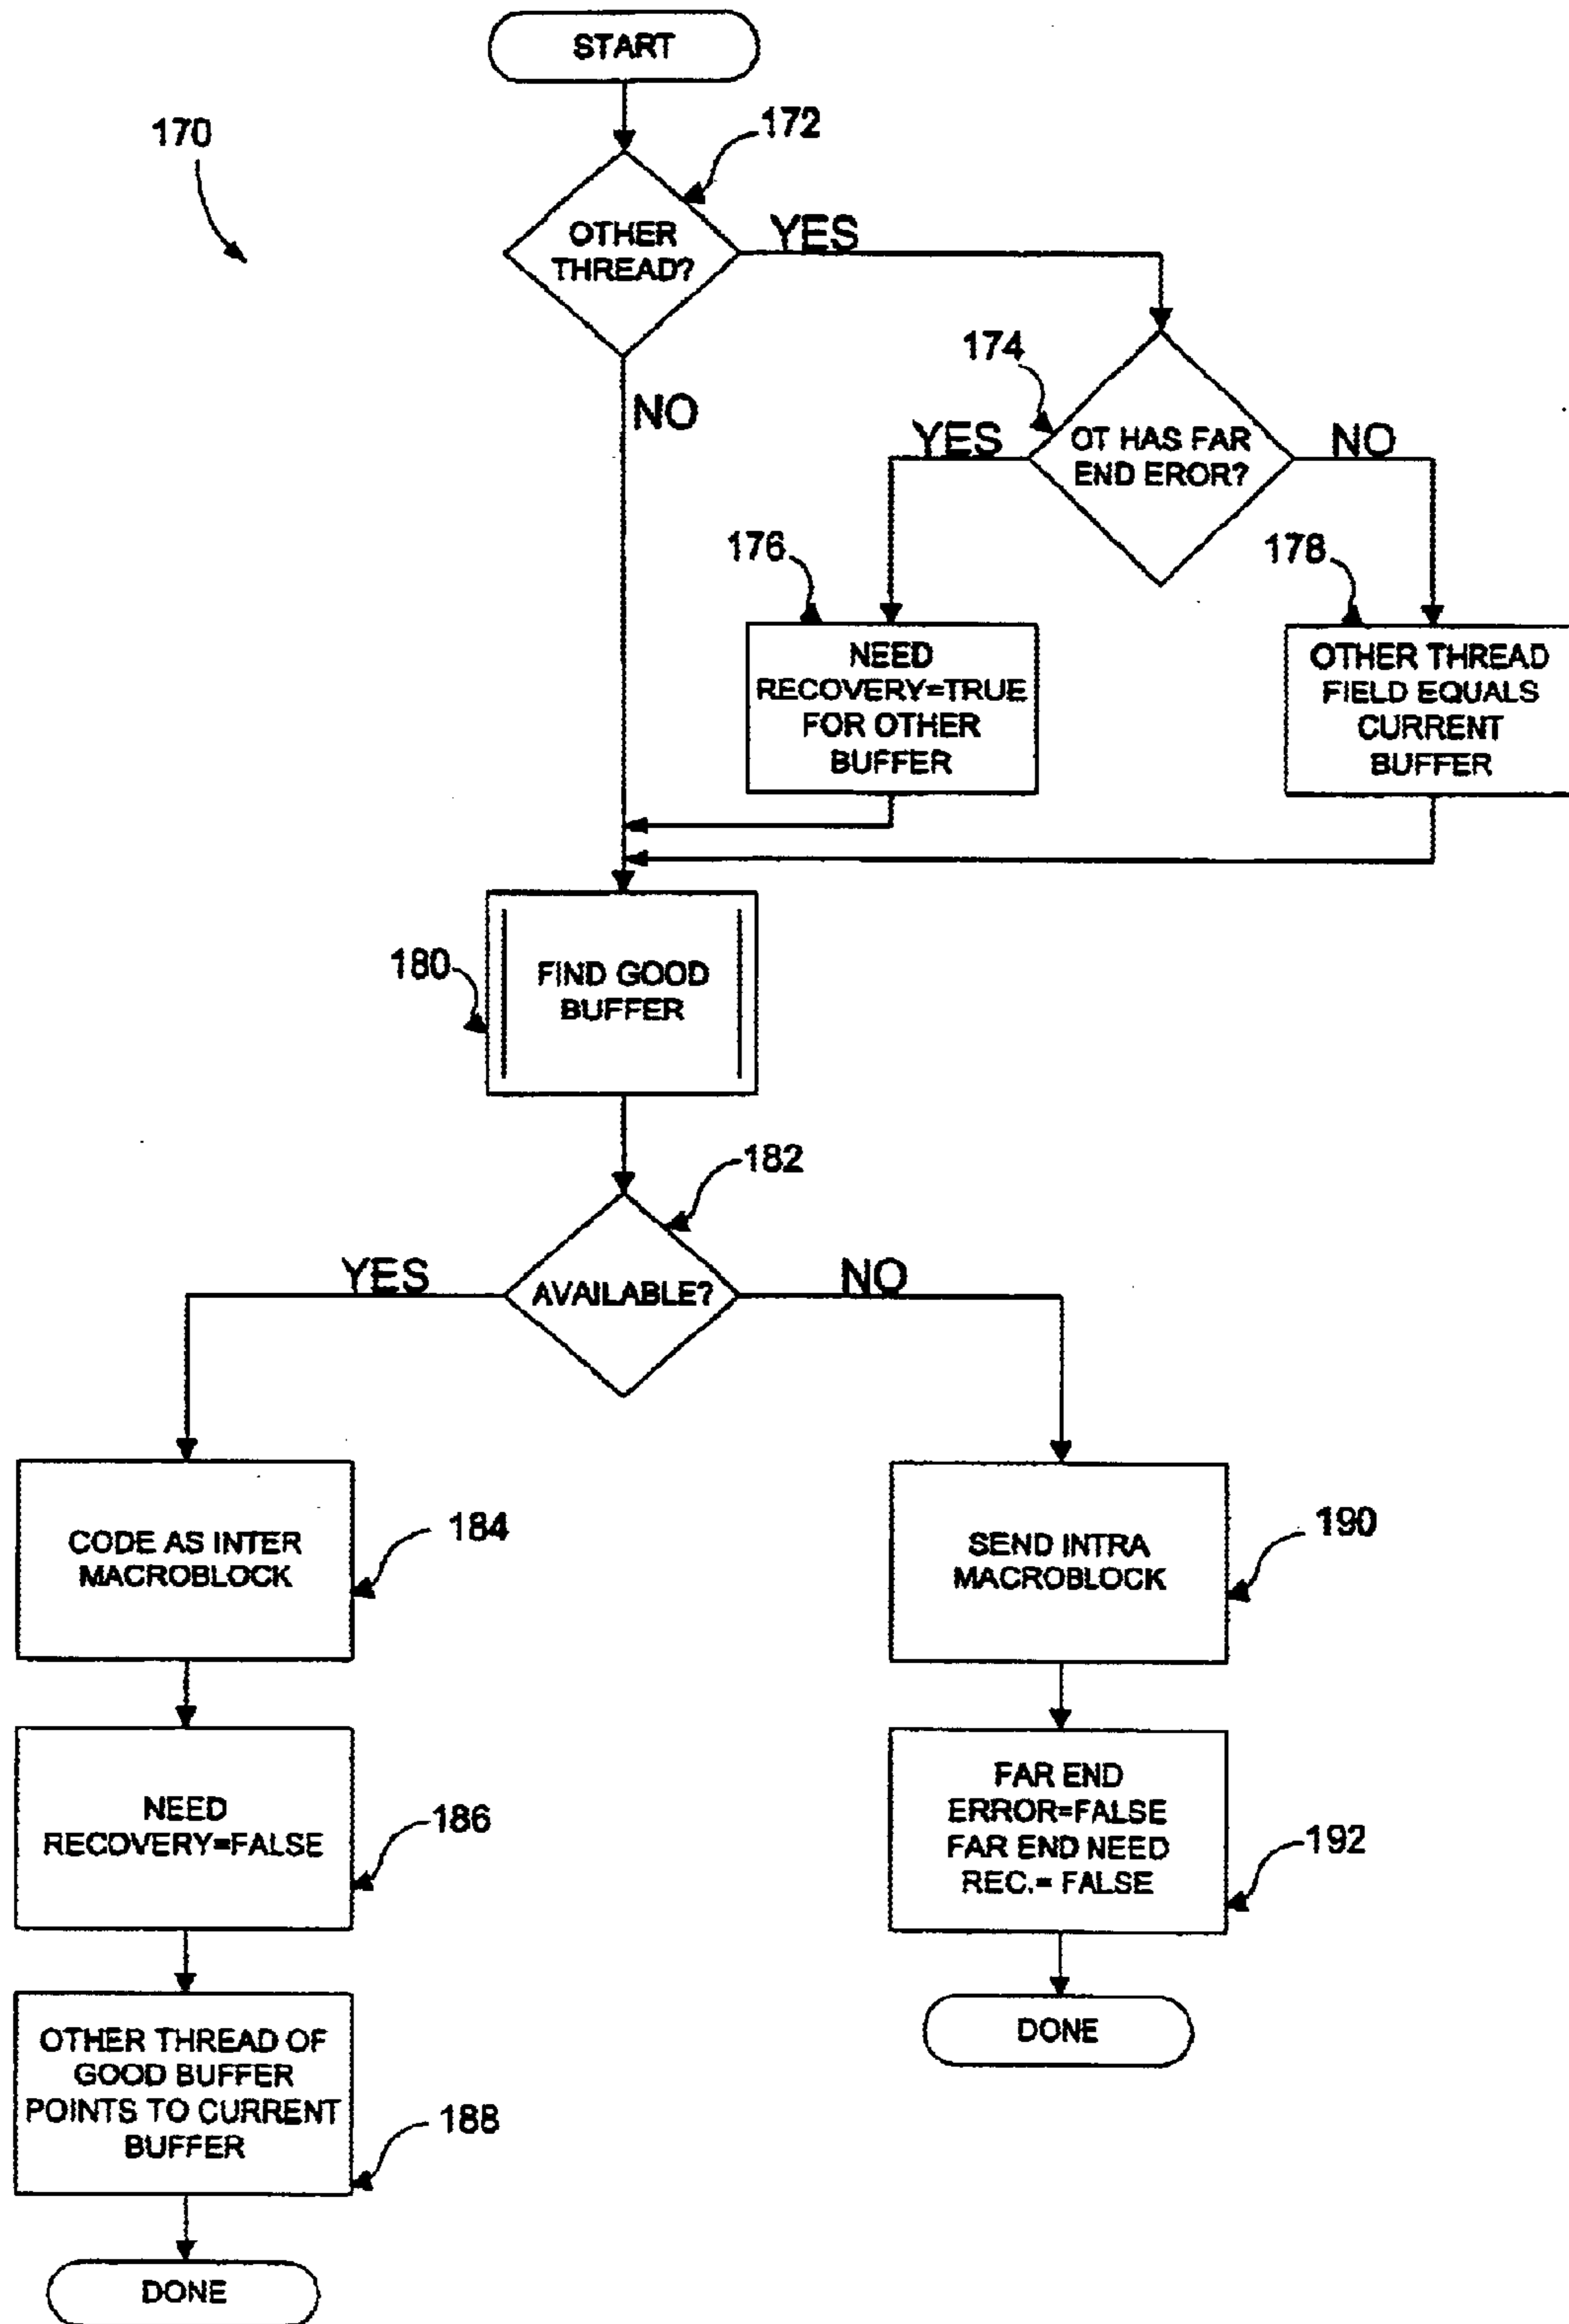 START
170
172
OTHER
THREAD?
YES
NO
174
OT HAS FAR
END EROR?
YES
NO
176
178
NEED
RECOVERY=TRUE
FOR OTHER
BUFFER
OTHER THREAD
FIELD EQUALS
CURRENT
BUFFER
180
FIND GOOD
BUFFER
182
AVAILABLE?
YES
NO
CODE AS INTER
MACROBLOCK
184
SEND INTRA
MACROBLOCK
190
NEED
RECOVERY=FALSE
186
FAR END
ERROR=FALSE
FAR END NEED
REC.= FALSE
192
OTHER THREAD OF
GOOD BUFFER
POINTS TO CURRENT
BUFFER
188
DONE
DONE